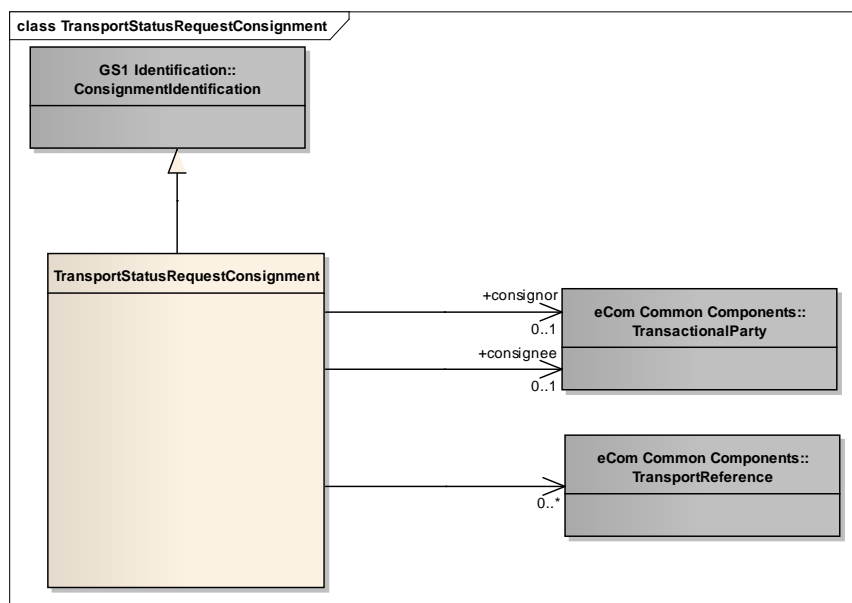 class TransportStatusRequestConsignment
GS1 Identification::
ConsignmentIdentification
TransportStatusRequestConsignment
+consignor
0..1
eCom Common Components::
TransactionalParty
+consignee
0..1
eCom Common Components::
TransportReference
0..*